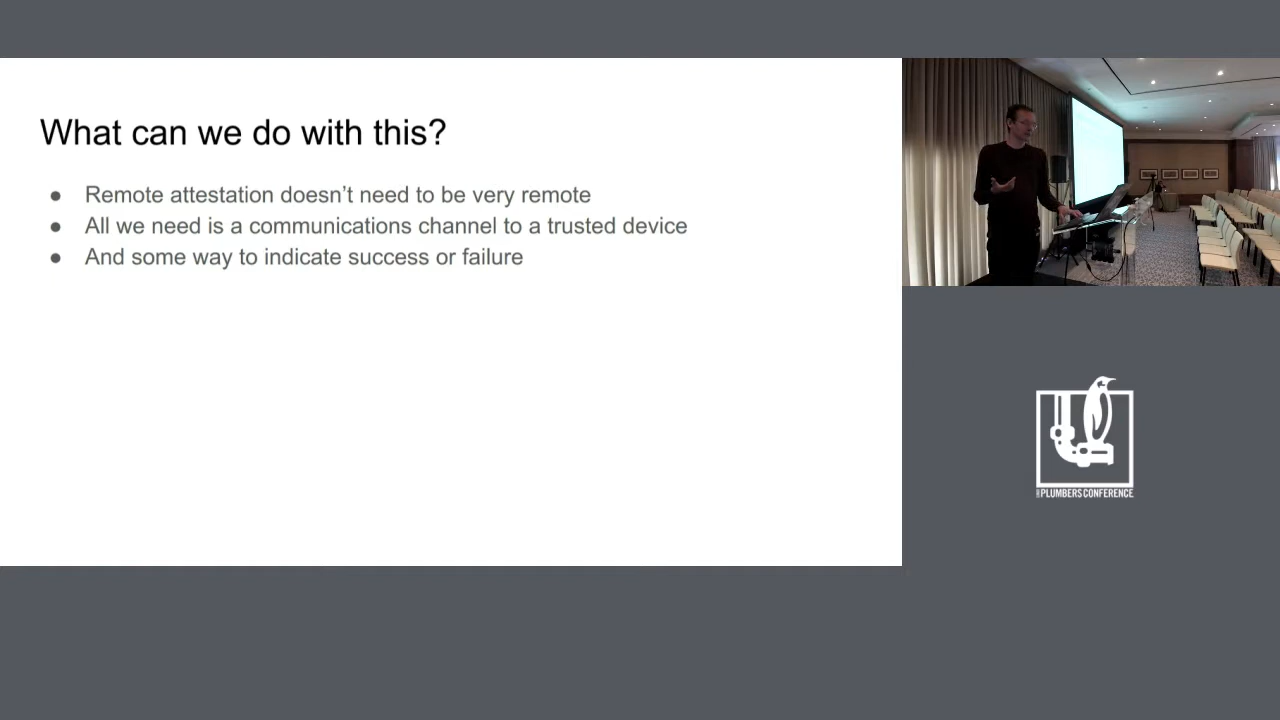 What can we do with this?
● Remote attestation doesn’t need to be very remote
● All we need is a communications channel to a trusted device
● And some way to indicate success or failure
PLUMBERS CONFERENCE